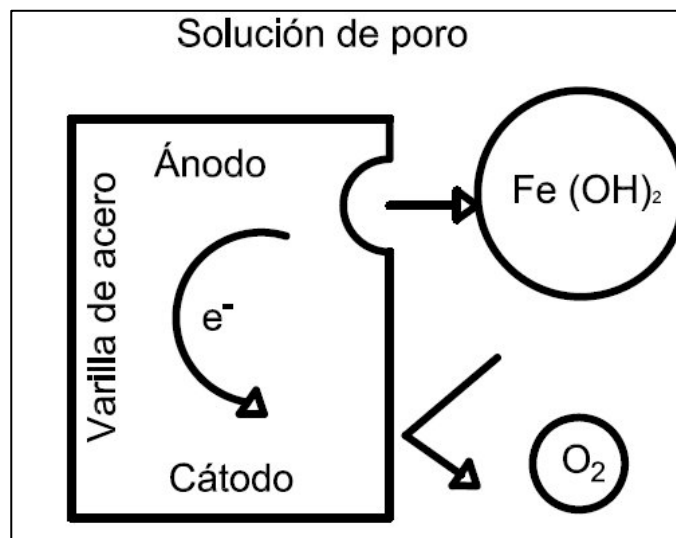 Solución de poro
Ánodo
Fe (OH)₂
Varilla de acero
e⁻
Cátodo
O₂